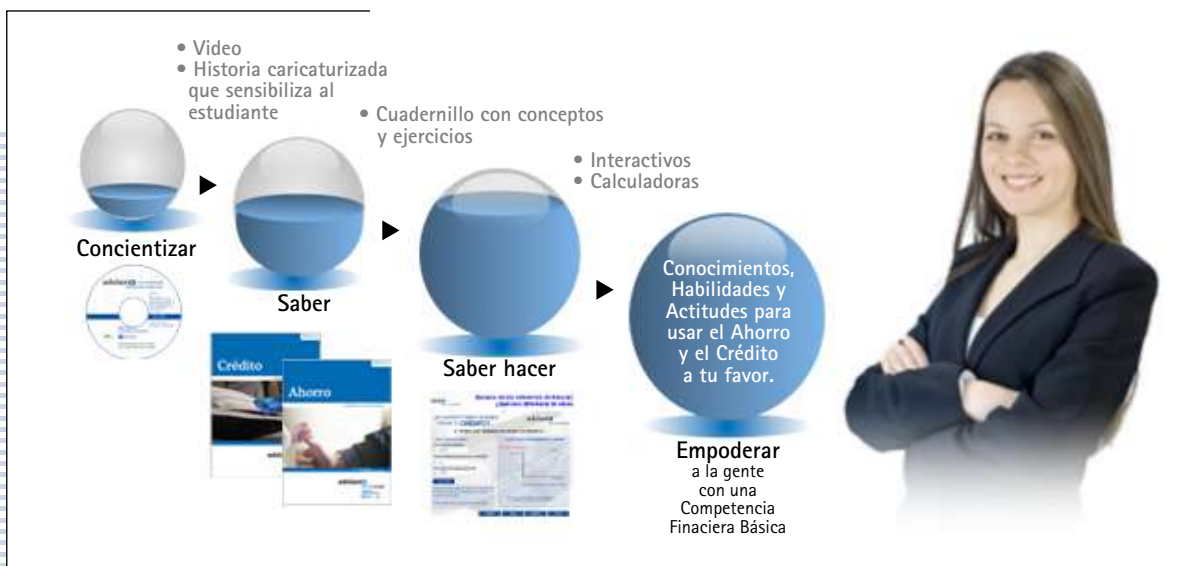 • Video
• Historia caricaturizada
que sensibiliza al
estudiante
• Cuadernillo con conceptos
y ejercicios
• Interactivos
• Calculadoras
Concientizar
Saber
Saber hacer
Conocimientos,
Habilidades y
Actitudes para
usar el Ahorro
y el Crédito
a tu favor.
Empoderar
a la gente
con una
Competencia
Finaciera Básica
Crédito
Ahorro